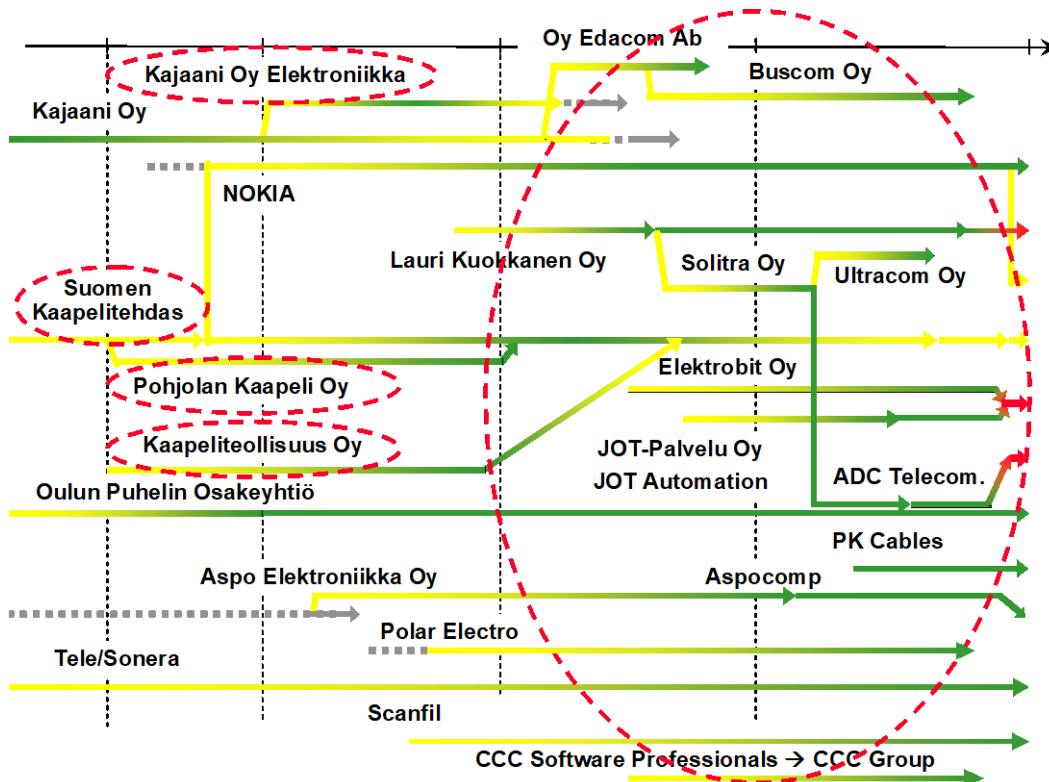 Oy Edacom Ab
Kajaani Oy Elektroniikka
Buscom Oy
Kajaani Oy
NOKIA
Lauri Kuokkanen Oy
Solitra Oy
Ultracom Oy
Suomen
Kaapelitehdas
Elektrobit Oy
Pohjolan Kaapeli Oy
Kaapeliteollisuus Oy
JOT-Palvelu Oy
JOT Automation
ADC Telecom.
Oulun Puhelin Osakeyhtiö
PK Cables
Aspo Elektroniikka Oy
Aspocomp
Polar Electro
Tele/Sonera
Scanfil
CCC Software Professionals → CCC Group